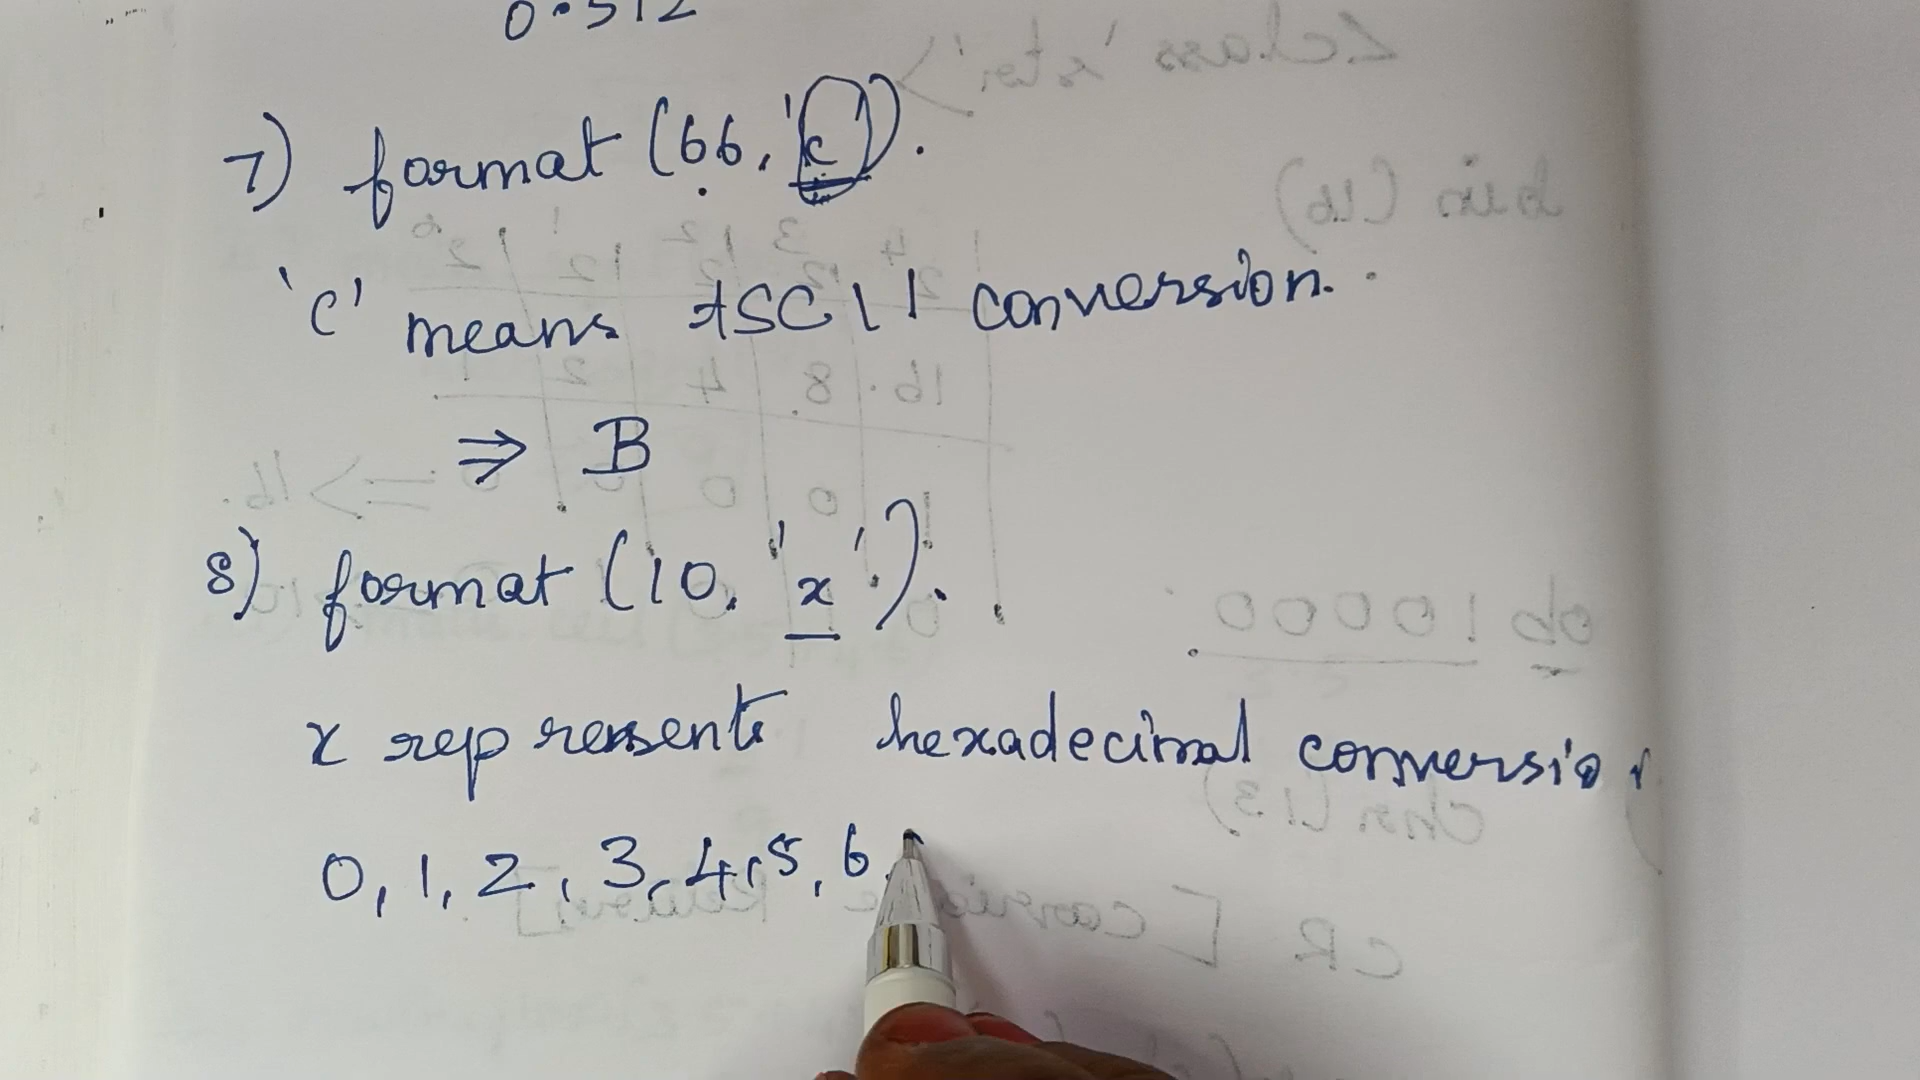 0.512
7) format (66, 'c').
'c' means ASCII conversion.
⇒ B
8) format (10, 'x').
x represents hexadecimal conversion
0, 1, 2, 3, 4, 5, 6,